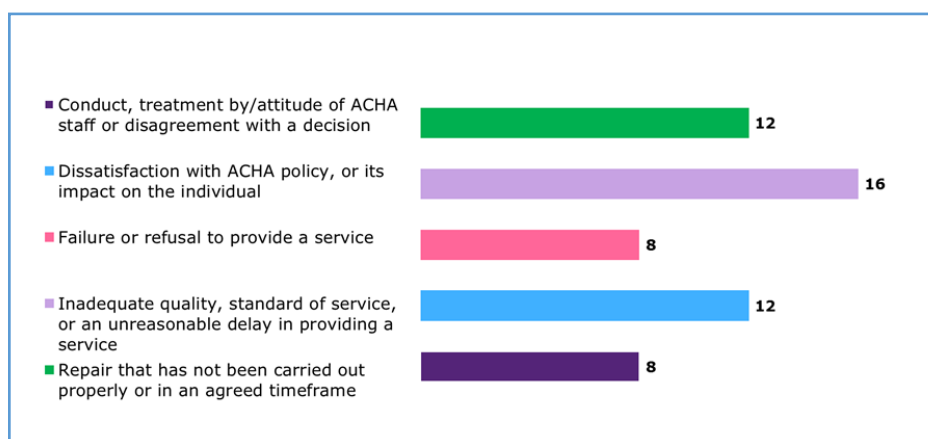 Conduct, treatment by/attitude of ACHA
staff or disagreement with a decision
12
Dissatisfaction with ACHA policy, or its
impact on the individual
16
Failure or refusal to provide a service
8
Inadequate quality, standard of service,
or an unreasonable delay in providing a
service
12
Repair that has not been carried out
properly or in an agreed timeframe
8